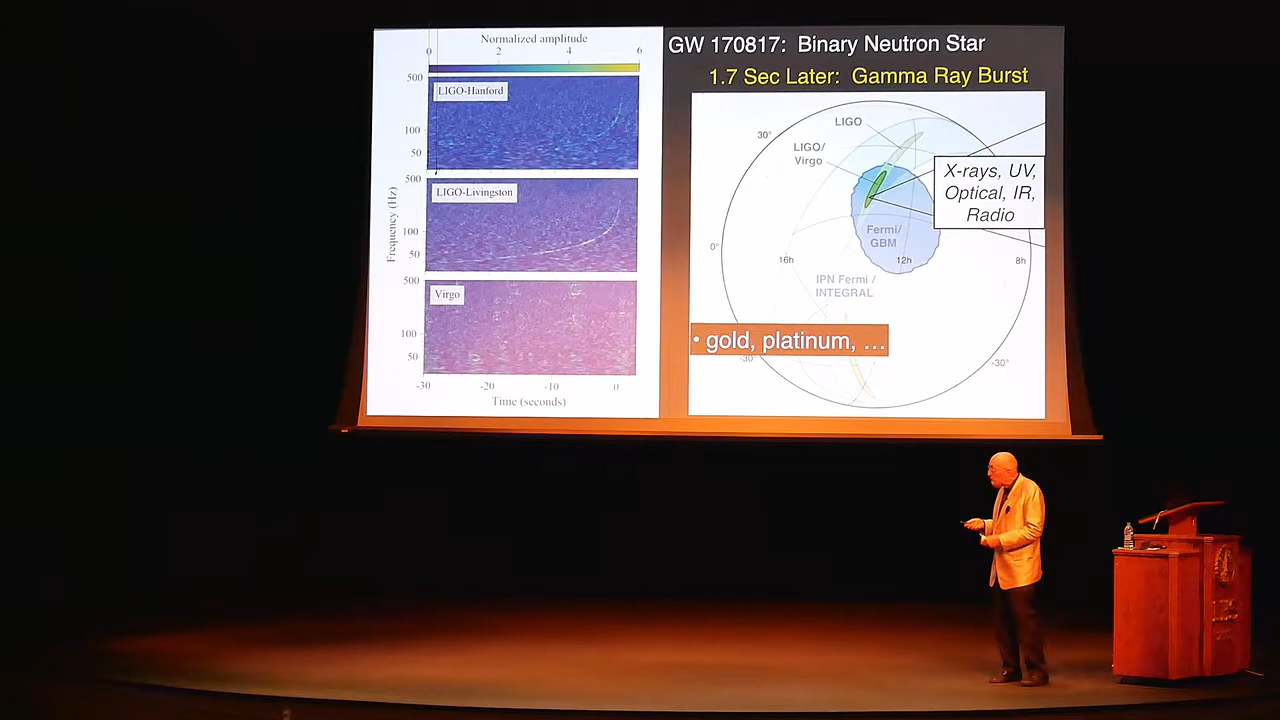 Normalized amplitude
0 2 4 6
500
LIGO-Hanford
100
50
500
LIGO-Livingston
100
50
500
Virgo
100
50
Frequency (Hz)
-30 -20 -10 0
Time (seconds)
GW 170817: Binary Neutron Star
1.7 Sec Later: Gamma Ray Burst
LIGO
30°
LIGO/
Virgo
X-rays, UV,
Optical, IR,
Radio
Fermi/
GBM
0°
16h 12h 8h
IPN Fermi /
INTEGRAL
• gold, platinum, ...
-30° -30°